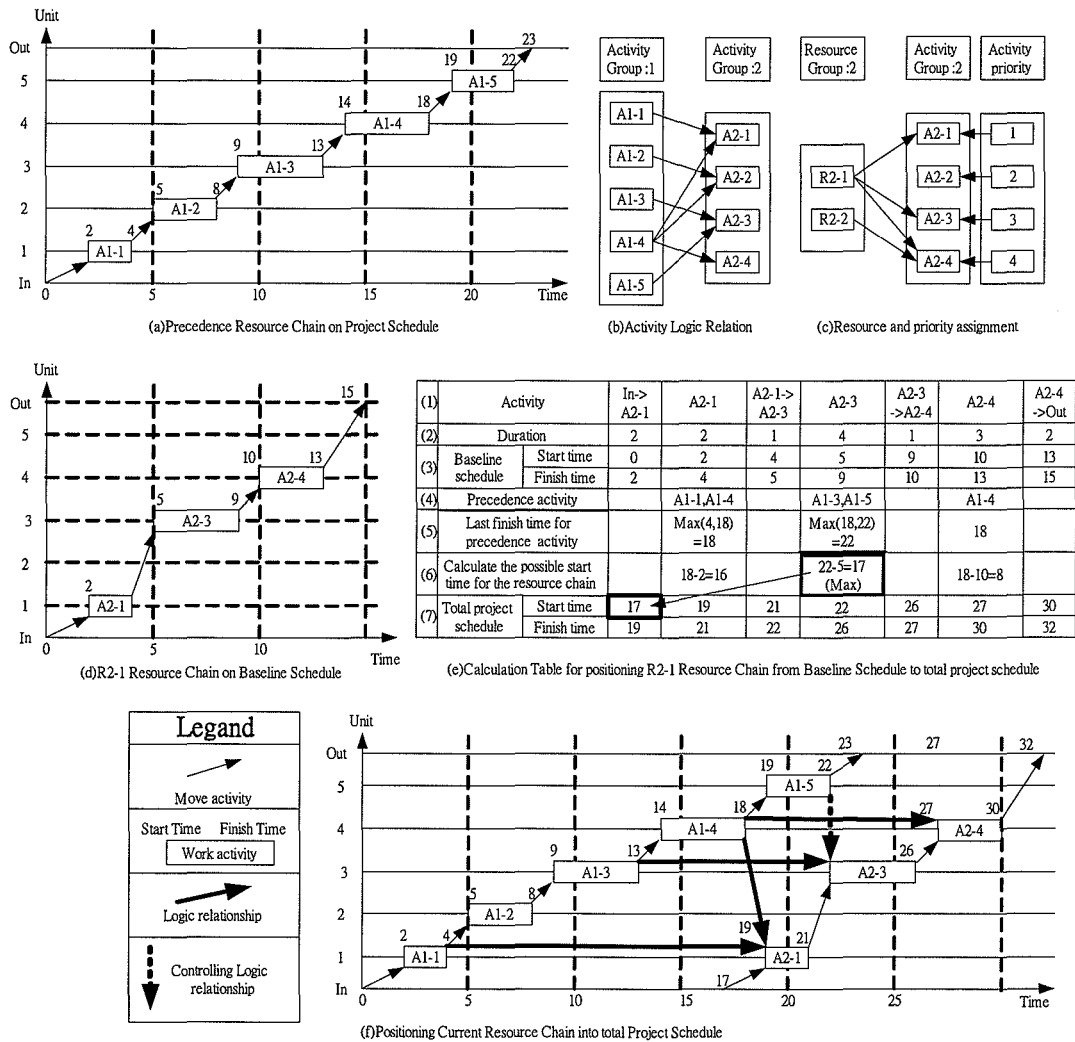 Unit
Out
5
4
3
2
1
In
2
4
A1-1
5
8
A1-2
9
13
A1-3
14
18
A1-4
19
22
A1-5
23
0
5
10
15
20
Time
(a)Precedence Resource Chain on Project Schedule
Activity
Group :1
Activity
Group :2
A1-1
A1-2
A1-3
A1-4
A1-5
A2-1
A2-2
A2-3
A2-4
(b)Activity Logic Relation
Resource
Group:2
Activity
Group :2
Activity
priority
R2-1
R2-2
A2-1
A2-2
A2-3
A2-4
1
2
3
4
(c)Resource and priority assignment
Unit
Out
5
4
3
2
1
In
2
A2-1
5
9
A2-3
10
13
A2-4
15
0
5
10
Time
(d)R2-1 Resource Chain on Baseline Schedule
(1) Activity In-> A2-1 A2-1 A2-1-> A2-3 A2-3 A2-3 ->A2-4 A2-4 A2-4 ->Out
(2) Duration 2 2 1 4 1 3 2
(3) Baseline schedule Start time 0 2 4 5 9 10 13
Finish time 2 4 5 9 10 13 15
(4) Precedence activity A1-1,A1-4 A1-3,A1-5 A1-4
(5) Last finish time for precedence activity Max(4,18) =18 Max(18,22) =22 18
(6) Calculate the possible start time for the resource chain 18-2=16 22-5=17 (Max) 18-10=8
(7) Total project schedule Start time 17 19 21 22 26 27 30
Finish time 19 21 22 26 27 30 32
(e)Calculation Table for positioning R2-1 Resource Chain from Baseline Schedule to total project schedule
Legand
Move activity
Start Time Finish Time
Work activity
Logic relationship
Controlling Logic
relationship
Unit
Out
5
4
3
2
1
In
2
4
A1-1
5
8
A1-2
9
13
A1-3
14
18
A1-4
19
22
A1-5
23
27
32
17
19
21
A2-1
26
A2-3
27
30
A2-4
0
5
10
15
20
25
Time
(f)Positioning Current Resource Chain into total Project Schedule